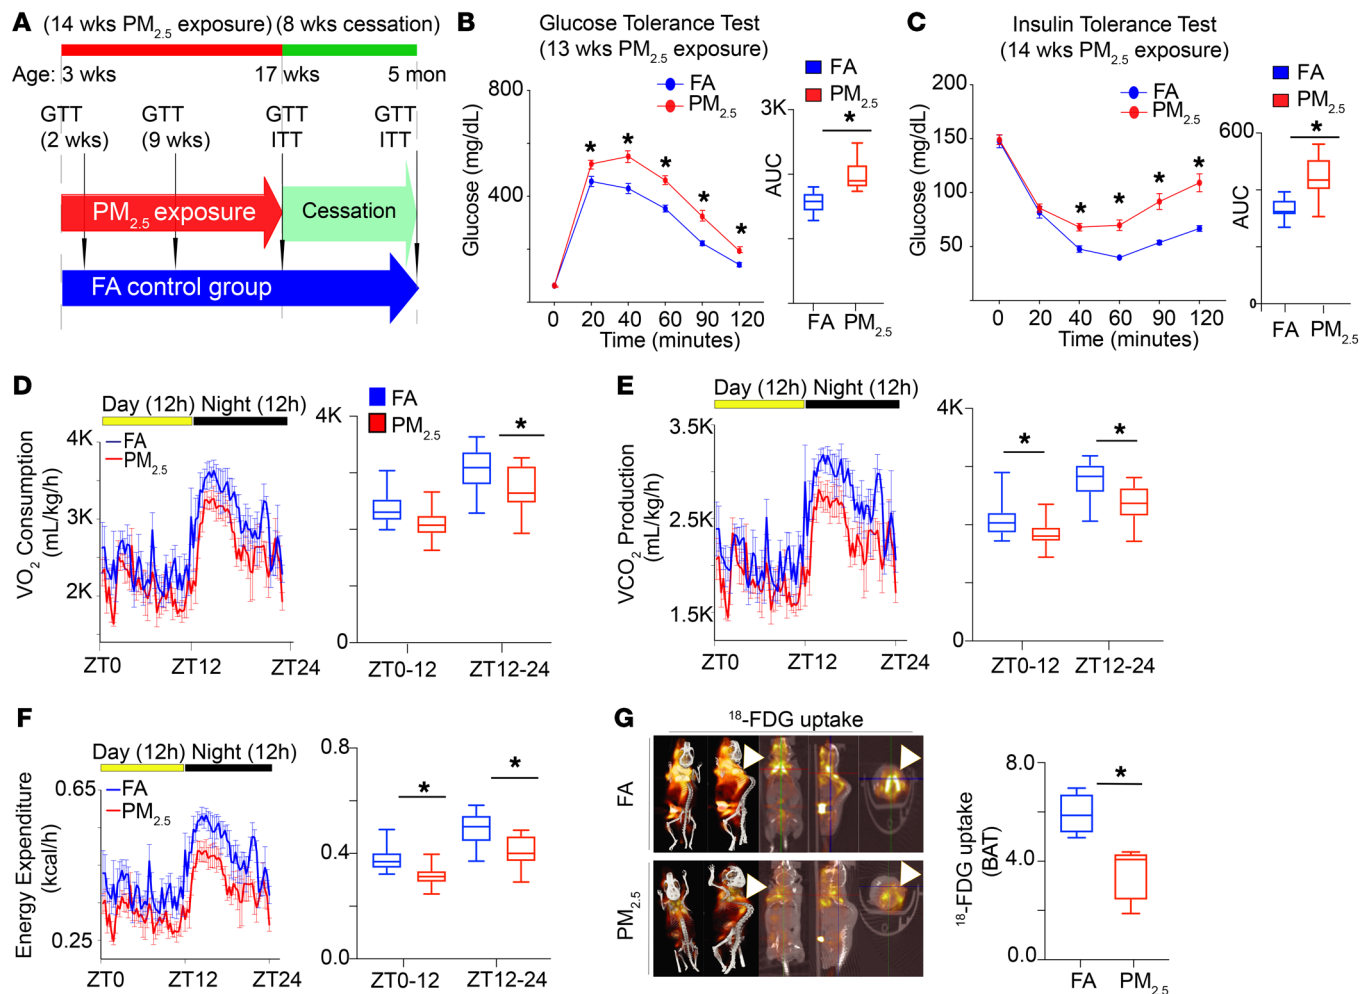 A
(14 wks PM2.5 exposure) (8 wks cessation)
Age: 3 wks 17 wks 5 mon
GTT GTT GTT GTT
(2 wks) (9 wks) ITT ITT
PM2.5 exposure Cessation
FA control group
B
Glucose Tolerance Test
(13 wks PM2.5 exposure)
FA
PM2.5
Glucose (mg/dL)
800
400
* * * * *
0 20 40 60 90 120
Time (minutes)
FA
PM2.5
3K
*
AUC
FA PM2.5
C
Insulin Tolerance Test
(14 wks PM2.5 exposure)
FA
PM2.5
Glucose (mg/dL)
200
150
100
50
* * * *
0 20 40 60 90 120
Time (minutes)
FA
PM2.5
600
*
AUC
0
FA PM2.5
D
Day (12h) Night (12h)
FA
PM2.5
VO2 Consumption
(mL/kg/h)
4K
3K
2K
ZT0 ZT12 ZT24
FA
PM2.5
4K
*
0
ZT0-12 ZT12-24
E
Day (12h) Night (12h)
VCO2 Production
(mL/kg/h)
3.5K
2.5K
1.5K
ZT0 ZT12 ZT24
4K
* *
0
ZT0-12 ZT12-24
F
Day (12h) Night (12h)
FA
PM2.5
Energy Expenditure
(kcal/h)
0.65
0.25
ZT0 ZT12 ZT24
0.8
* *
0.4
0.0
ZT0-12 ZT12-24
G
18-FDG uptake
FA
PM2.5
18-FDG uptake
(BAT)
8.0
*
4.0
0.0
FA PM2.5